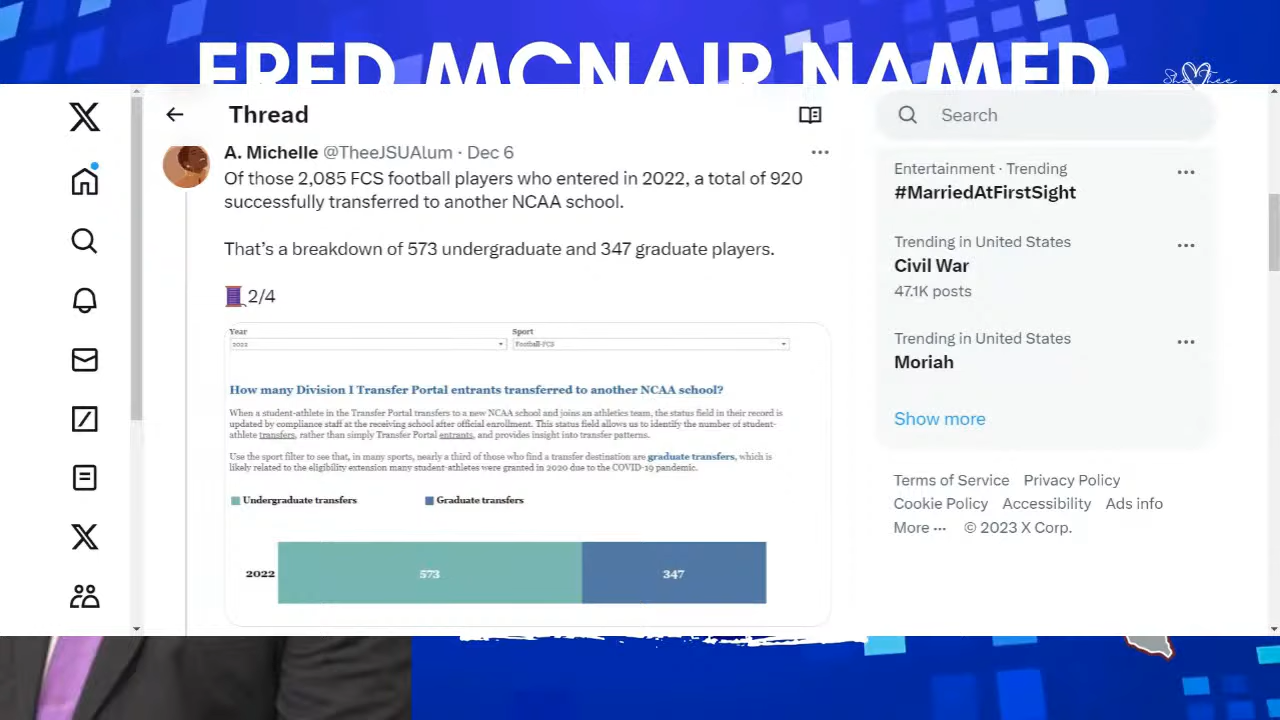 FRED MCNAIR NAMED
She Thee
Thread
Search
A. Michelle @TheeJSUAlum · Dec 6
Of those 2,085 FCS football players who entered in 2022, a total of 920
successfully transferred to another NCAA school.
That's a breakdown of 573 undergraduate and 347 graduate players.
🧵2/4
Year
Sport
2022
Football-FCS
How many Division I Transfer Portal entrants transferred to another NCAA school?
When a student-athlete in the Transfer Portal transfers to a new NCAA school and joins an athletics team, the status field in their record is
updated by compliance staff at the receiving school after official enrollment. This status field allows us to identify the number of student-
athlete transfers, rather than simply Transfer Portal entrants, and provides insight into transfer patterns.
Use the sport filter to see that, in many sports, nearly a third of those who find a transfer destination are graduate transfers, which is
likely related to the eligibility extension many student-athletes were granted in 2020 due to the COVID-19 pandemic.
Undergraduate transfers
Graduate transfers
2022
573
347
Entertainment · Trending
#MarriedAtFirstSight
Trending in United States
Civil War
47.1K posts
Trending in United States
Moriah
Show more
Terms of Service Privacy Policy
Cookie Policy Accessibility Ads info
More ··· © 2023 X Corp.